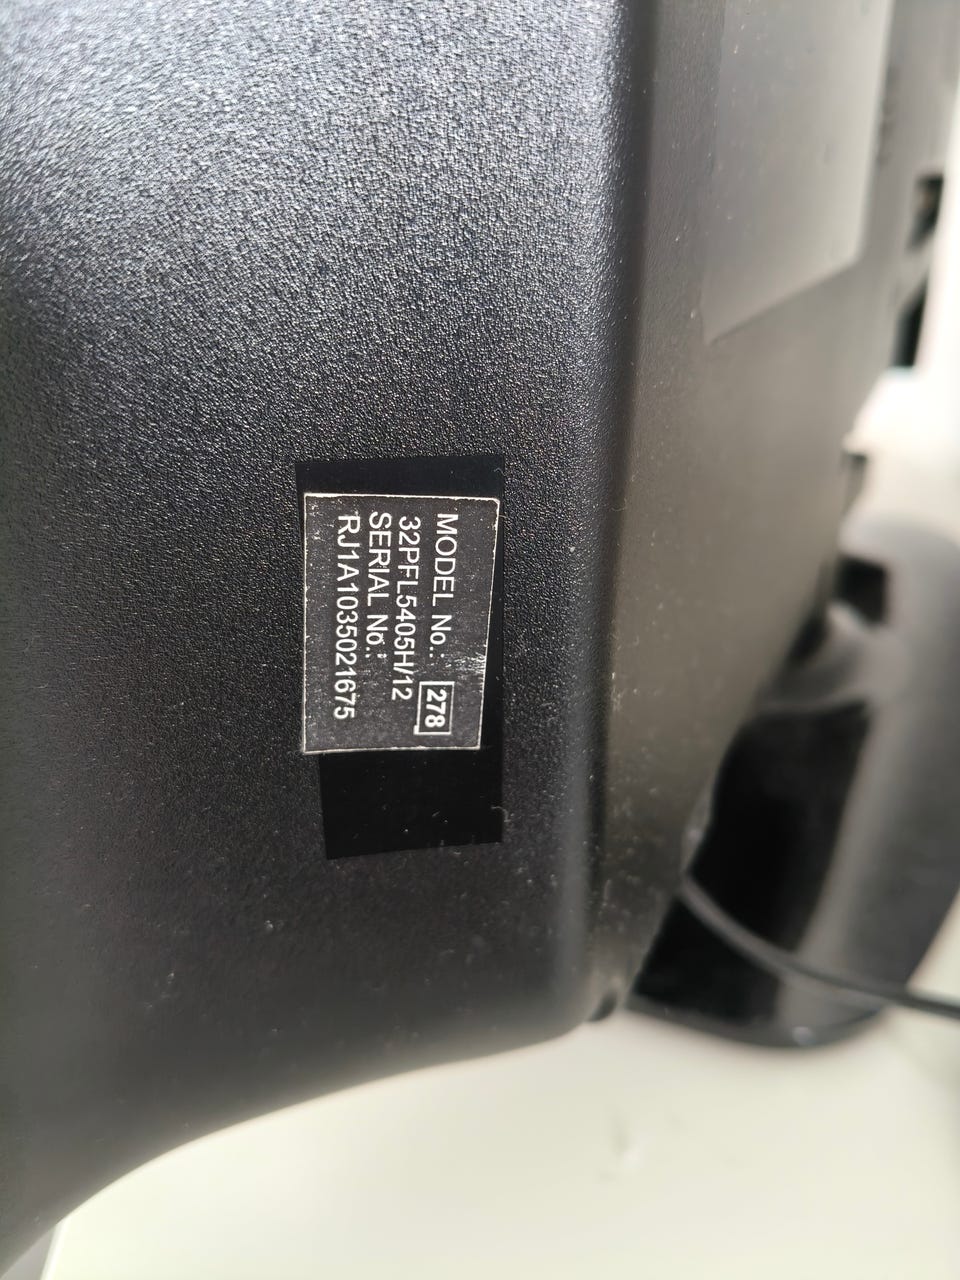 MODEL No.: 278
32PFL5405H/12
SERIAL No.:
RJ1A1035021675